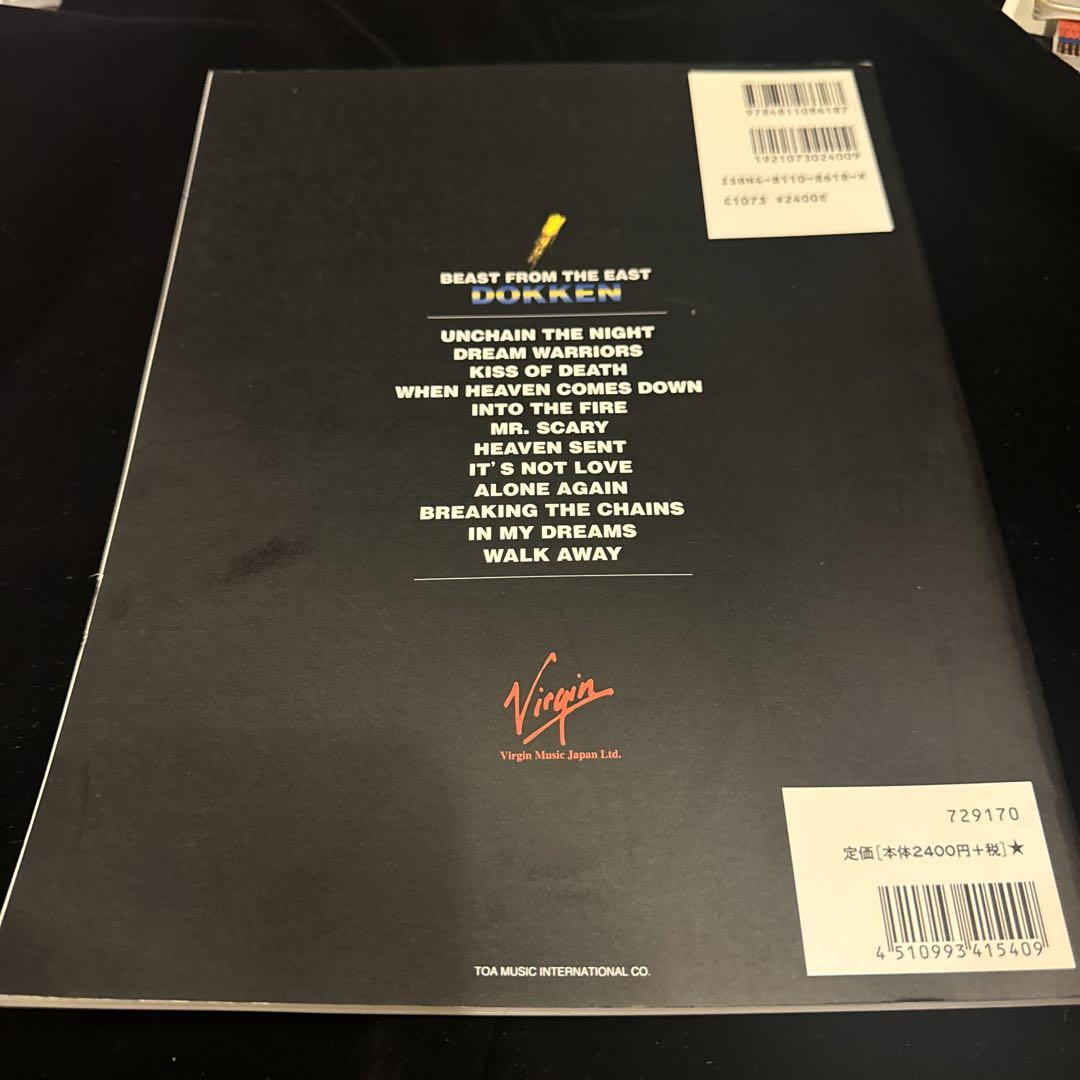 9784811086187
1921073024009
ISBN4-8110-8618-X
C1073 ¥2400E
BEAST FROM THE EAST
DOKKEN
UNCHAIN THE NIGHT
DREAM WARRIORS
KISS OF DEATH
WHEN HEAVEN COMES DOWN
INTO THE FIRE
MR. SCARY
HEAVEN SENT
IT'S NOT LOVE
ALONE AGAIN
BREAKING THE CHAINS
IN MY DREAMS
WALK AWAY
Virgin
Virgin Music Japan Ltd.
729170
定価[本体2400円+税]★
4510993415409
TOA MUSIC INTERNATIONAL CO.